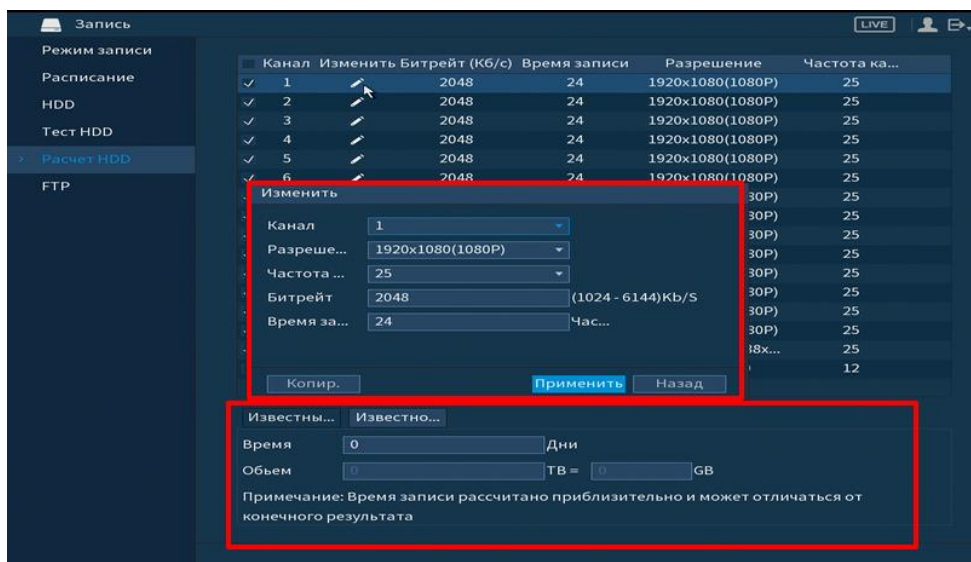 Запись
LIVE
Режим записи
Расписание
HDD
Тест HDD
Расчет HDD
FTP
Канал Изменить Битрейт (Кб/с) Время записи Разрешение Частота ка...
1 2048 24 1920x1080(1080P) 25
2 2048 24 1920x1080(1080P) 25
3 2048 24 1920x1080(1080P) 25
4 2048 24 1920x1080(1080P) 25
5 2048 24 1920x1080(1080P) 25
6 2048 24 1920x1080(1080P) 25
25
25
25
25
25
25
25
25
25
12
Изменить
Канал 1
Разреше... 1920x1080(1080P)
Частота ... 25
Битрейт 2048 (1024 - 6144)Kb/S
Время за... 24 Час...
Копир. Применить Назад
Известны... Известно...
Время 0 Дни
Обьем 0 TB = 0 GB
Примечание: Время записи рассчитано приблизительно и может отличаться от
конечного результата